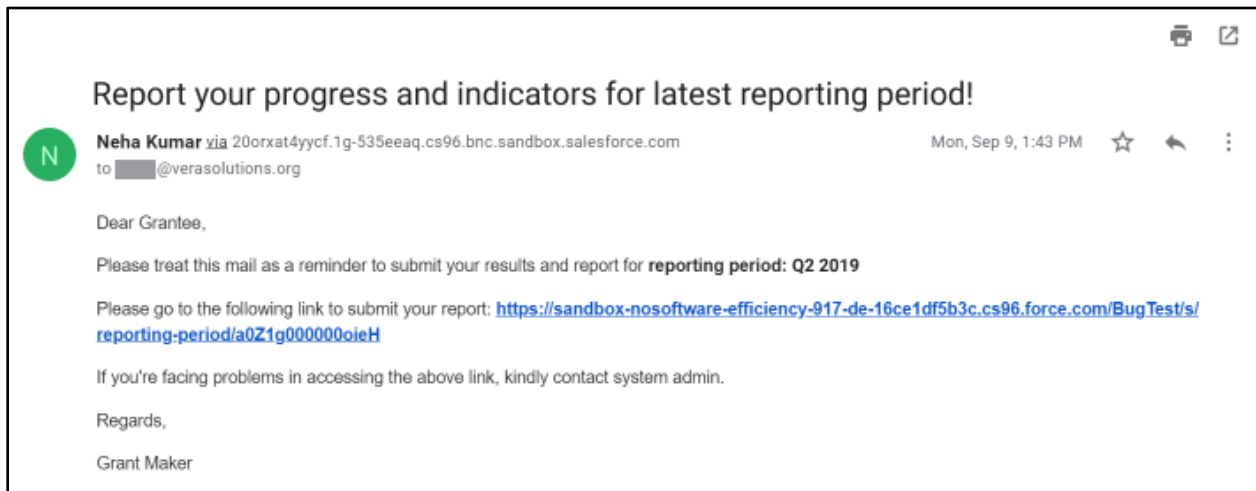 Report your progress and indicators for latest reporting period!
N
Neha Kumar via 20orxat4yycf.1g-535eeaq.cs96.bnc.sandbox.salesforce.com
Mon, Sep 9, 1:43 PM
to @verasolutions.org
Dear Grantee,
Please treat this mail as a reminder to submit your results and report for reporting period: Q2 2019
Please go to the following link to submit your report: https://sandbox-nosoftware-efficiency-917-de-16ce1df5b3c.cs96.force.com/BugTest/s/
reporting-period/a0Z1g000000oieH
If you're facing problems in accessing the above link, kindly contact system admin.
Regards,
Grant Maker